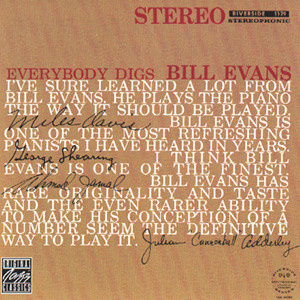 STEREO
RIVERSIDE 1129
STEREOPHONIC
EVERYBODY DIGS BILL EVANS
I'VE SURE LEARNED A LOT FROM
BILL EVANS. HE PLAYS THE PIANO
THE WAY IT SHOULD BE PLAYED.
Miles Davis BILL EVANS IS
ONE OF THE MOST REFRESHING
PIANISTS I HAVE HEARD IN YEARS.
George Shearing I THINK BILL
EVANS IS ONE OF THE FINEST.
Ahmad Jamal BILL EVANS HAS
RARE ORIGINALITY AND TASTE
AND THE EVEN RARER ABILITY
TO MAKE HIS CONCEPTION OF A
NUMBER SEEM THE DEFINITIVE
WAY TO PLAY IT. Julian Cannonball Adderley
ORIGINAL
Jazz
CLASSICS